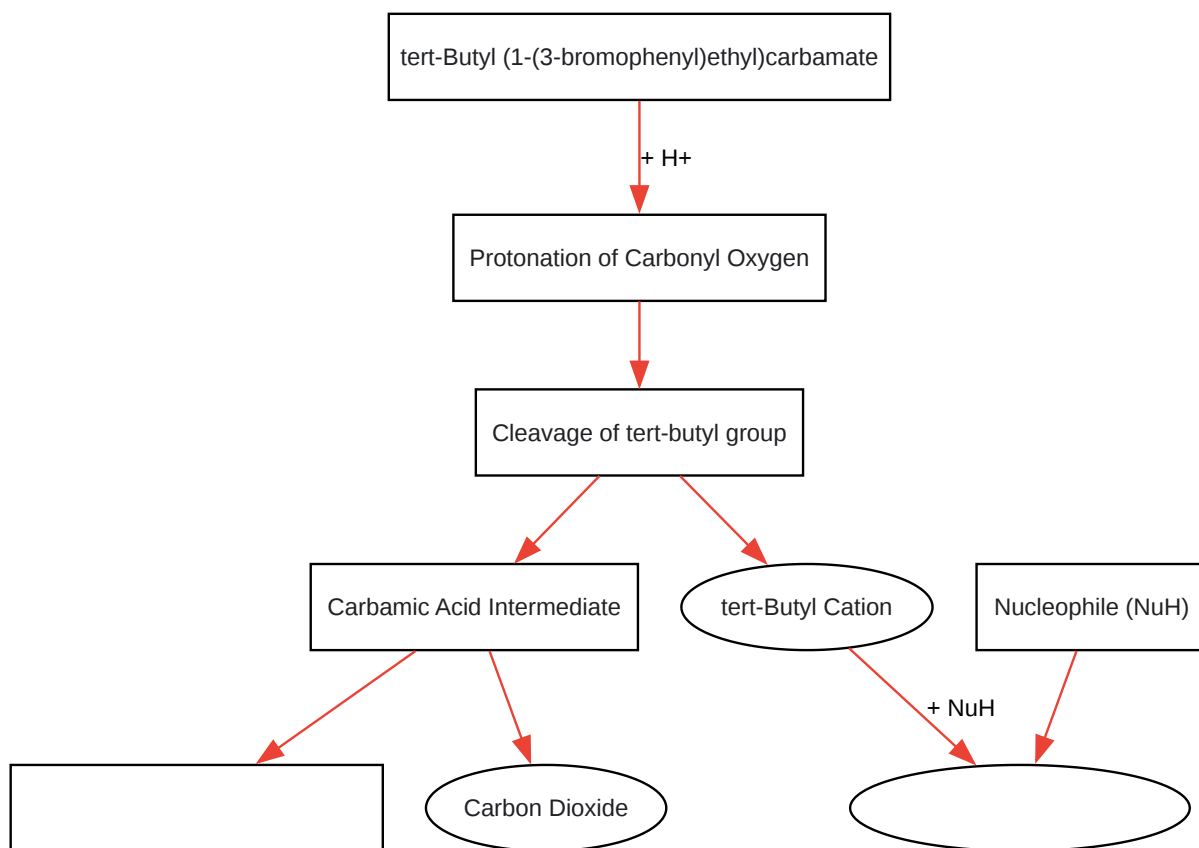 tert-Butyl (1-(3-bromophenyl)ethyl)carbamate
+ H+
Protonation of Carbonyl Oxygen
Cleavage of tert-butyl group
Carbamic Acid Intermediate
tert-Butyl Cation
Nucleophile (NuH)
+ NuH
Carbon Dioxide